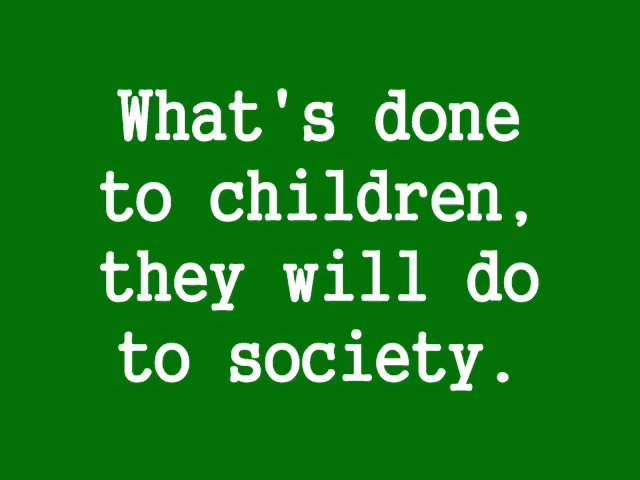 What's done
to children,
they will do
to society.